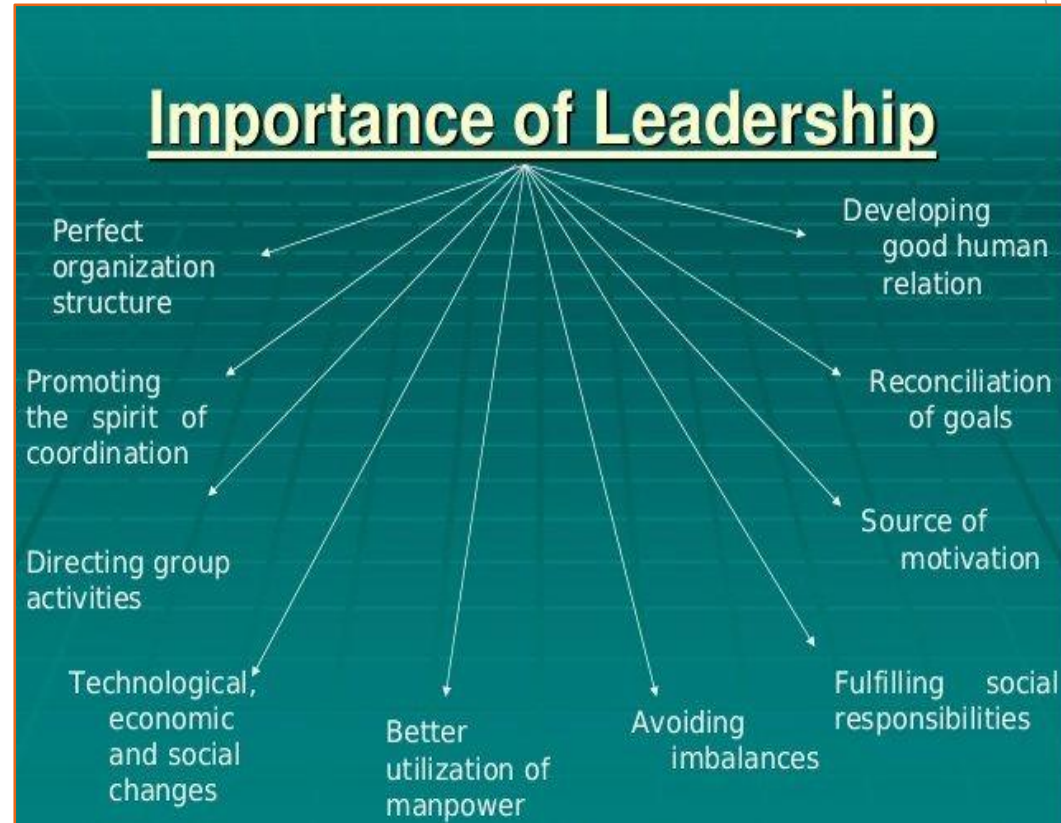 Importance of Leadership
Perfect
organization
structure
Promoting
the spirit of
coordination
Directing group
activities
Technological,
economic
and social
changes
Better
utilization of
manpower
Avoiding
imbalances
Fulfilling social
responsibilities
Source of
motivation
Reconciliation
of goals
Developing
good human
relation